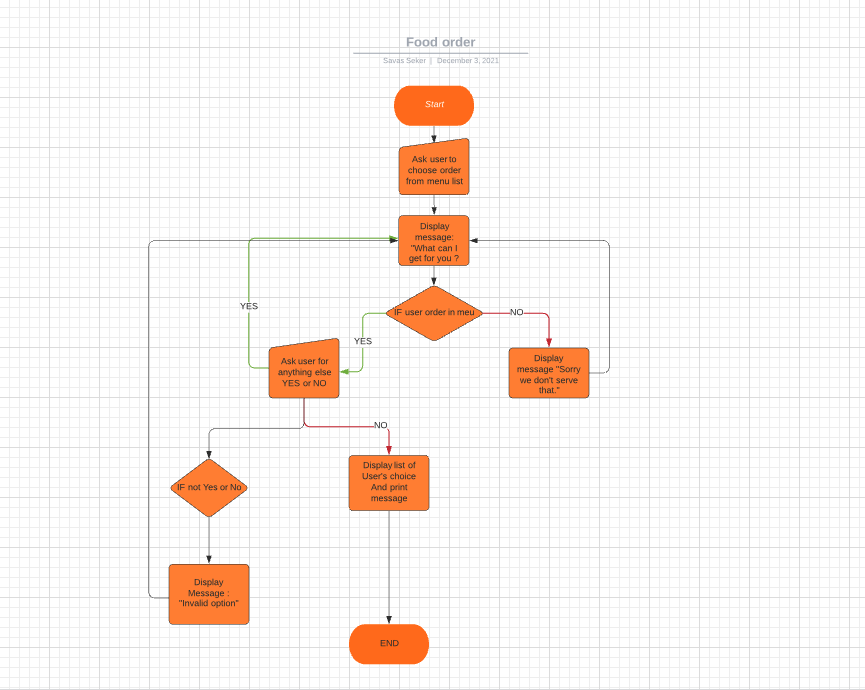 Food order
Savas Seker | December 3, 2021
Start
Ask user to
choose order
from menu list
Display
message:
"What can I
get for you ?
IF user order in meu
YES
YES
NO
Ask user for
anything else
YES or NO
Display
message "Sorry
we don't serve
that."
NO
IF not Yes or No
Display list of
User's choice
And print
message
Display
Message :
"Invalid option"
END